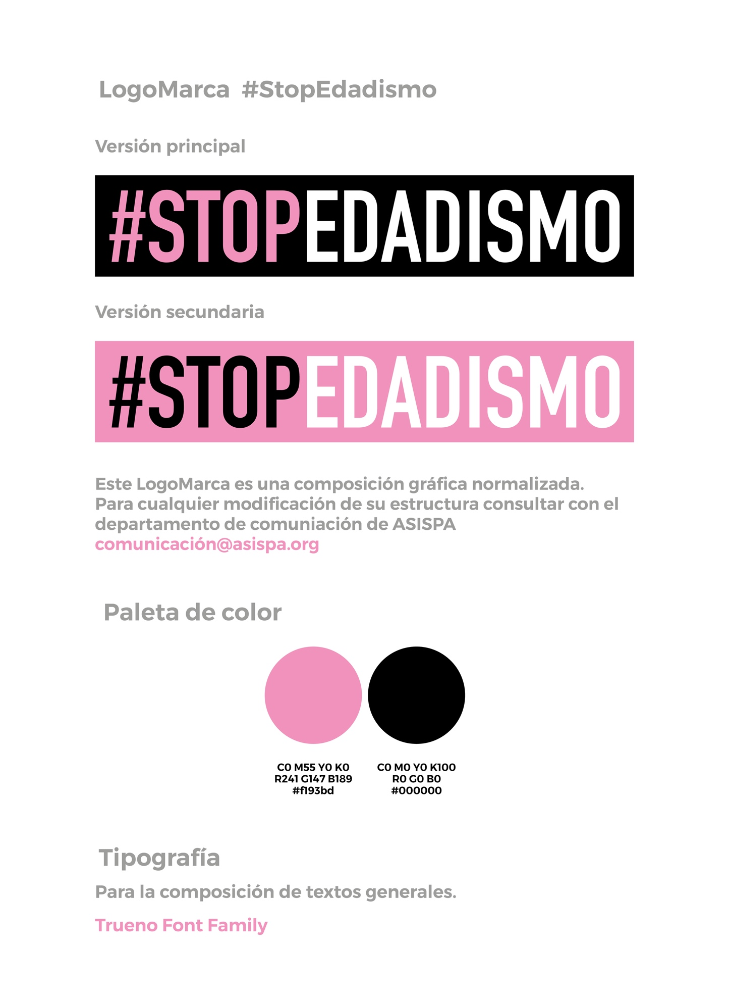 LogoMarca #StopEdadismo
Versión principal
#STOPEDADISMO
Versión secundaria
#STOPEDADISMO
Este LogoMarca es una composición gráfica normalizada.
Para cualquier modificación de su estructura consultar con el
departamento de comuniación de ASISPA
comunicación@asispa.org
Paleta de color
C0 M55 Y0 K0
R241 G147 B189
#f193bd
C0 M0 Y0 K100
R0 G0 B0
#000000
Tipografía
Para la composición de textos generales.
Trueno Font Family